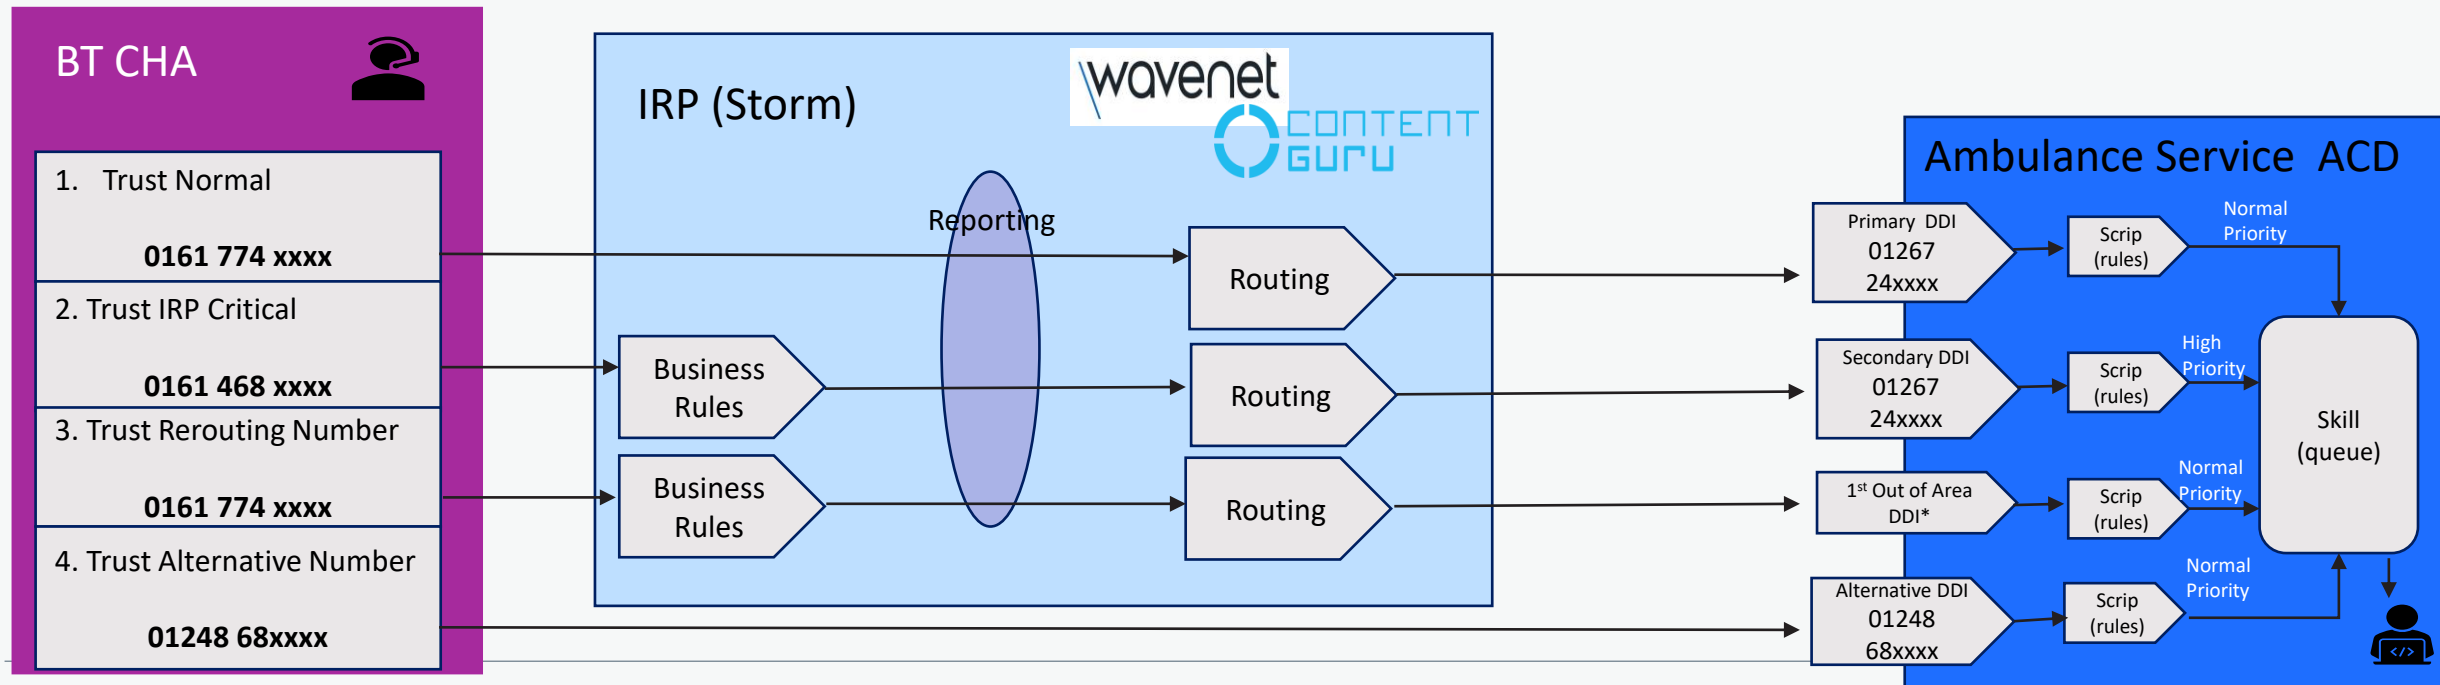 BT CHA
1. Trust Normal
0161 774 xxxx
2. Trust IRP Critical
0161 468 xxxx
3. Trust Rerouting Number
0161 774 xxxx
4. Trust Alternative Number
01248 68xxxx
IRP (Storm)
wavenet
CONTENT
GURU
Reporting
Routing
Business
Rules
Routing
Business
Rules
Routing
Ambulance Service ACD
Primary DDI
01267
24xxxx
Scrip
(rules)
Normal
Priority
Secondary DDI
01267
24xxxx
Scrip
(rules)
High
Priority
1st Out of Area
DDI*
Scrip
(rules)
Normal
Priority
Alternative DDI
01248
68xxxx
Scrip
(rules)
Normal
Priority
Skill
(queue)
</>